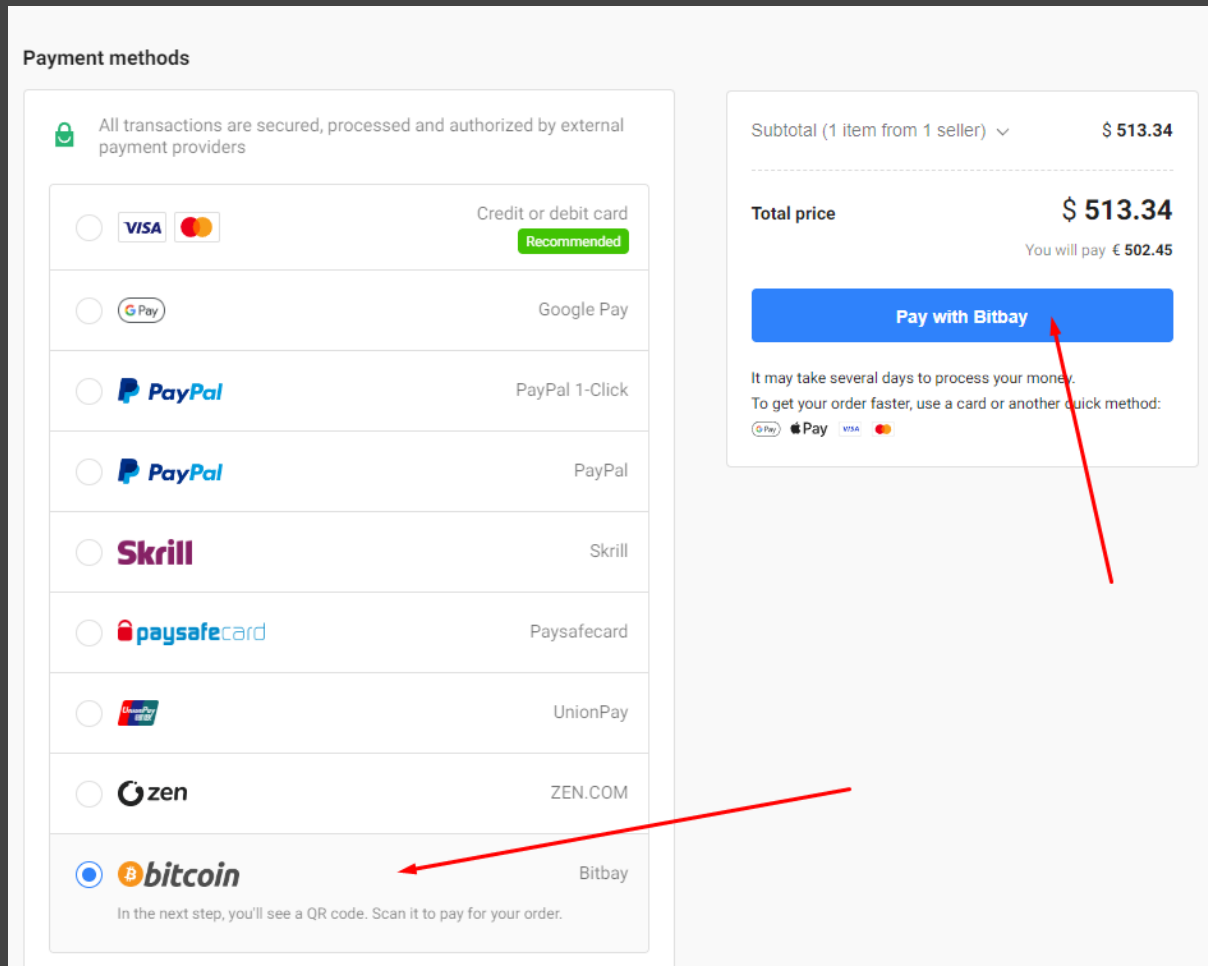 Payment methods
All transactions are secured, processed and authorized by external
payment providers
VISA
Credit or debit card
Recommended
G Pay
Google Pay
PayPal
PayPal 1-Click
PayPal
PayPal
Skrill
Skrill
paysafecard
Paysafecard
UnionPay
UnionPay
zen
ZEN.COM
bitcoin
Bitbay
In the next step, you'll see a QR code. Scan it to pay for your order.
Subtotal (1 item from 1 seller)
$ 513.34
Total price
$ 513.34
You will pay € 502.45
Pay with Bitbay
It may take several days to process your money.
To get your order faster, use a card or another quick method:
G Pay Pay VISA